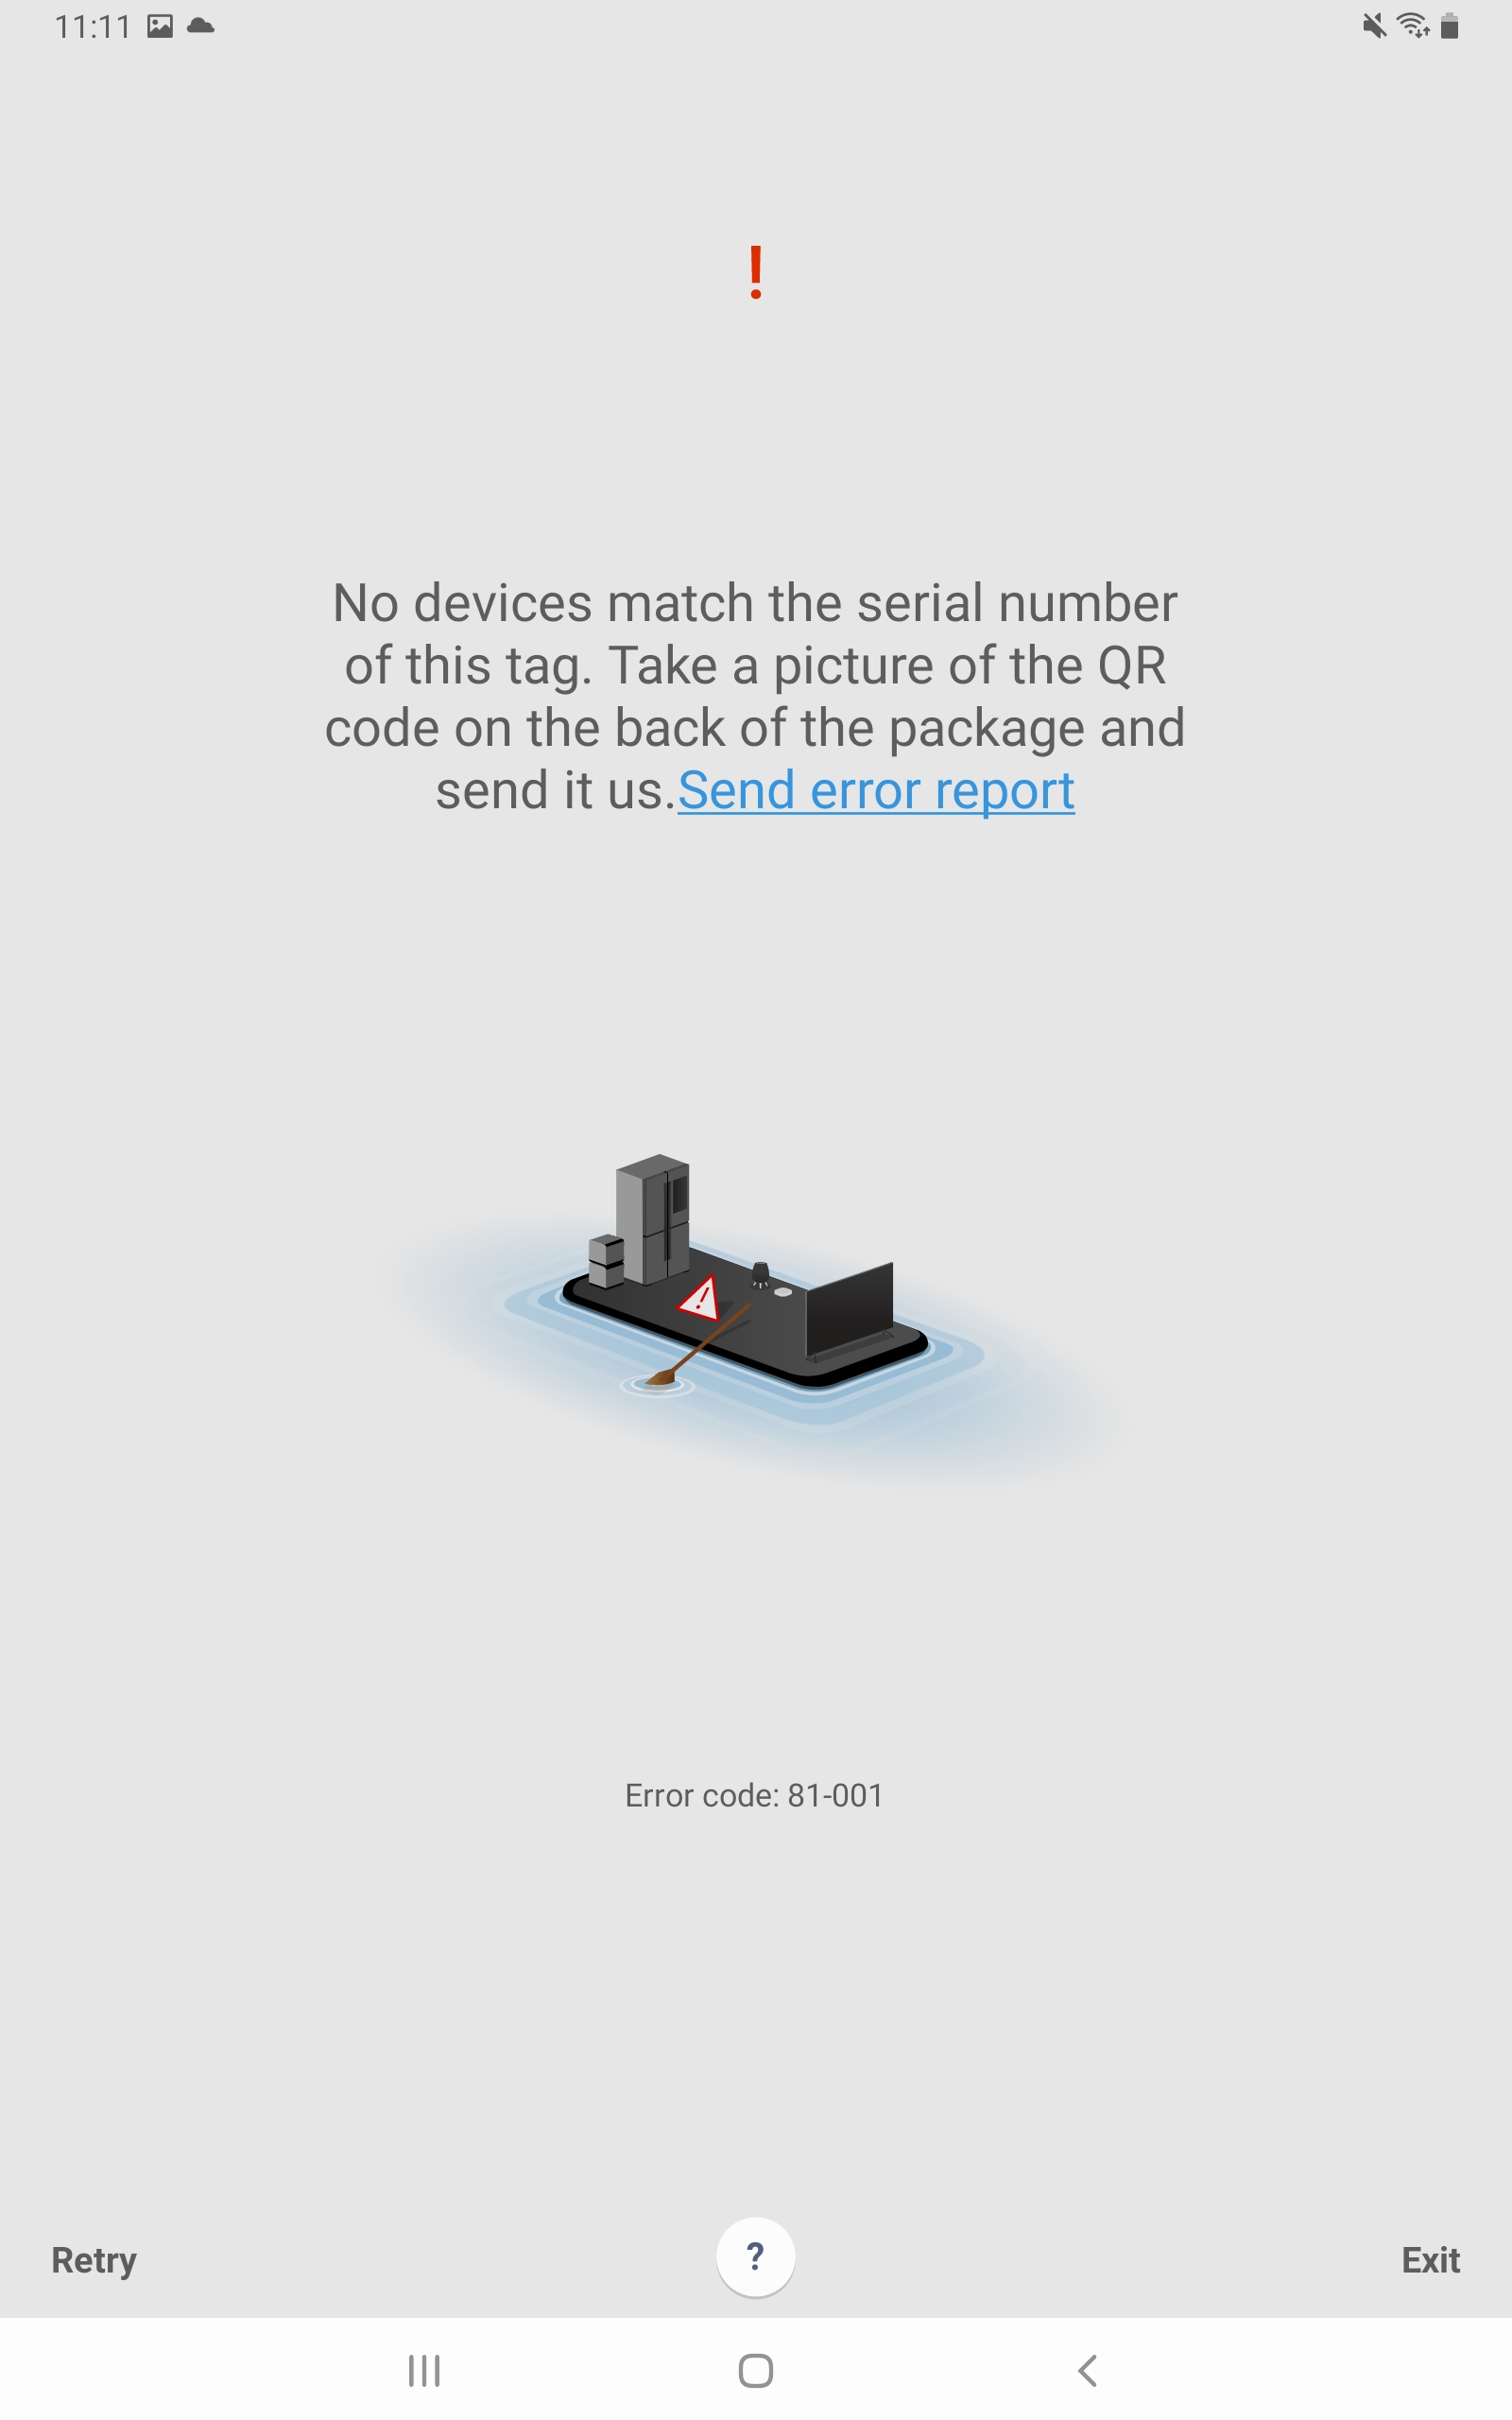 11:11
!
No devices match the serial number
of this tag. Take a picture of the QR
code on the back of the package and
send it us.Send error report
!
Error code: 81-001
Retry
?
Exit